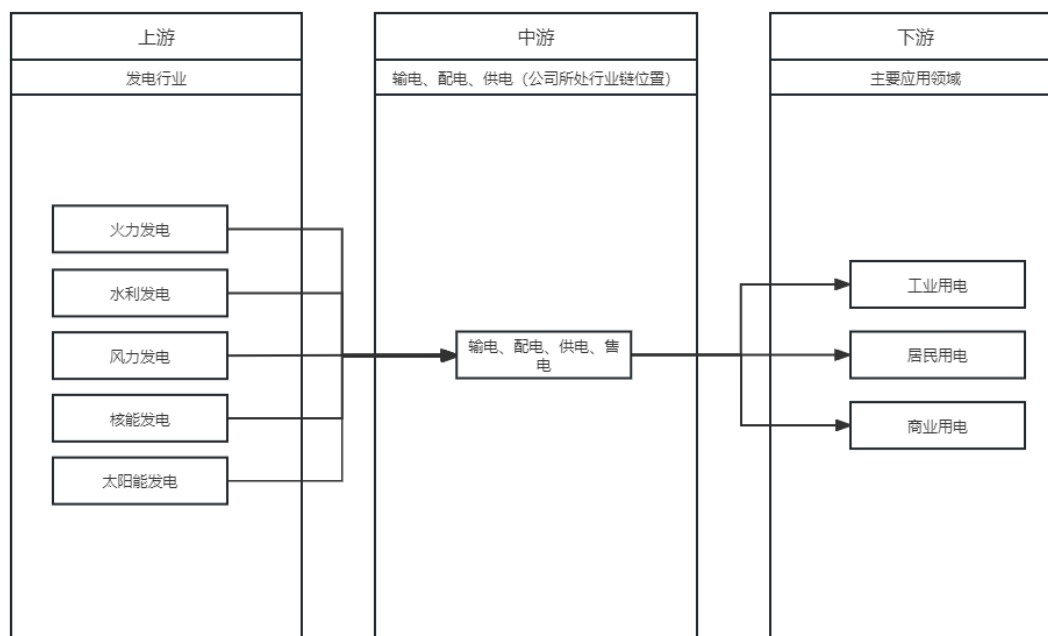 上游
中游
下游
发电行业
输电、配电、供电（公司所处行业链位置）
主要应用领域
火力发电
水利发电
风力发电
核能发电
太阳能发电
输电、配电、供电、售
电
工业用电
居民用电
商业用电